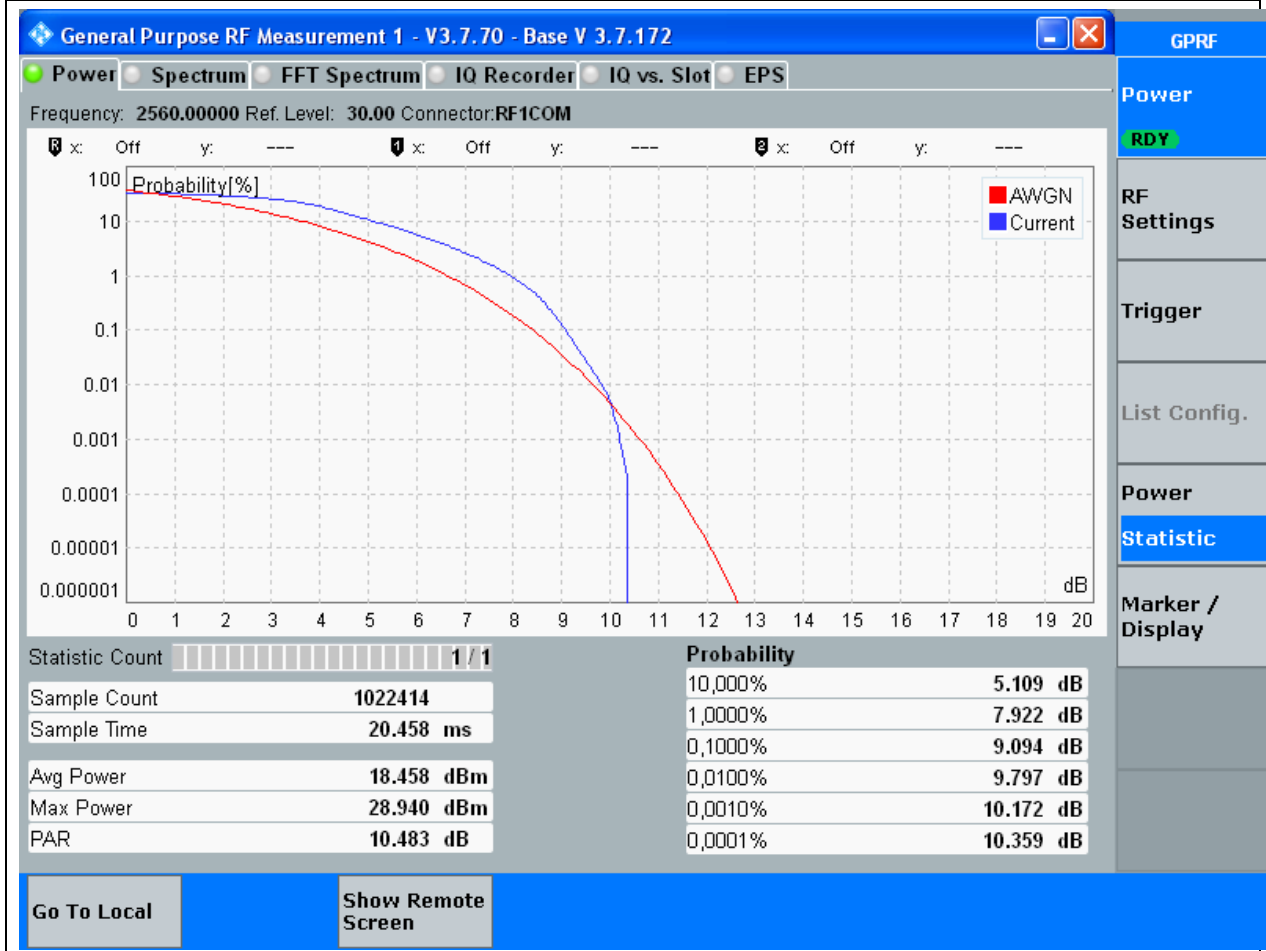 General Purpose RF Measurement 1 - V3.7.70 - Base V 3.7.172
GPRF
Power Spectrum FFT Spectrum IQ Recorder IQ vs. Slot EPS
Frequency: 2560.00000 Ref. Level: 30.00 Connector:RF1COM
R x: Off y: --- 1 x: Off y: --- 2 x: Off y: ---
Probability[%]
AWGN
Current
100
10
1
0.1
0.01
0.001
0.0001
0.00001
0.000001
dB
0 1 2 3 4 5 6 7 8 9 10 11 12 13 14 15 16 17 18 19 20
Statistic Count 1 / 1
Sample Count 1022414
Sample Time 20.458 ms
Avg Power 18.458 dBm
Max Power 28.940 dBm
PAR 10.483 dB
Probability
10,000% 5.109 dB
1,0000% 7.922 dB
0,1000% 9.094 dB
0,0100% 9.797 dB
0,0010% 10.172 dB
0,0001% 10.359 dB
Power
RDY
RF
Settings
Trigger
List Config.
Power
Statistic
Marker /
Display
Go To Local
Show Remote
Screen